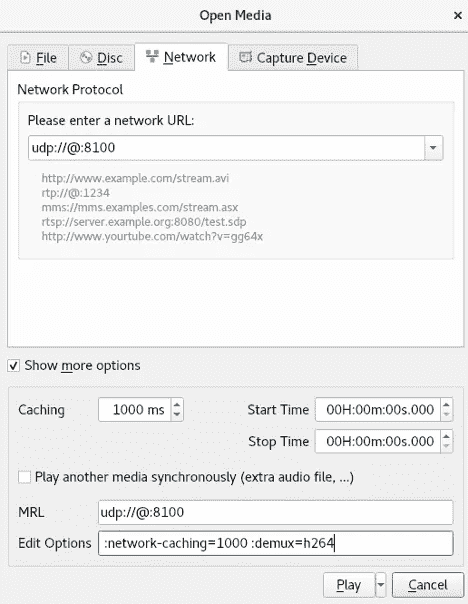 Open Media ×
File Disc Network Capture Device
Network Protocol
Please enter a network URL:
udp://@:8100
http://www.example.com/stream.avi
rtp://@:1234
mms://mms.examples.com/stream.asx
rtsp://server.example.org:8080/test.sdp
http://www.yourtube.com/watch?v=gg64x
Show more options
Caching 1000 ms Start Time 00H:00m:00s.000
Stop Time 00H:00m:00s.000
Play another media synchronously (extra audio file, ...)
MRL udp://@:8100
Edit Options :network-caching=1000 :demux=h264
Play Cancel